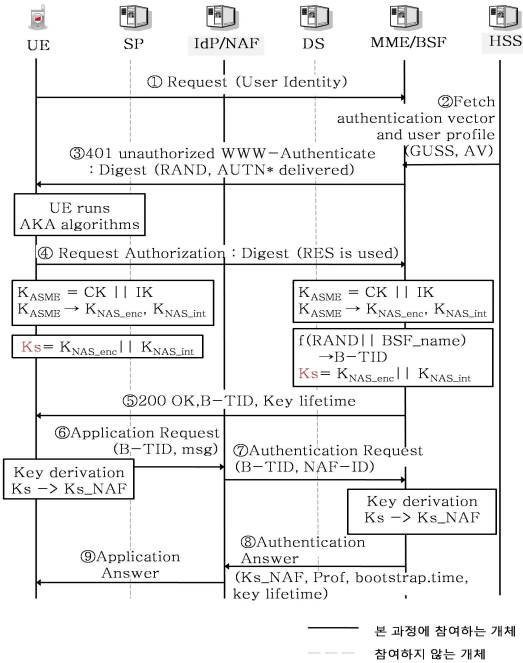 UE
SP
IdP/NAF
DS
MME/BSF
HSS
① Request (User Identity)
②Fetch
authentication vector
and user profile
(GUSS, AV)
③401 unauthorized WWW-Authenticate
: Digest (RAND, AUTN* delivered)
UE runs
AKA algorithms
④ Request Authorization : Digest (RES is used)
K_ASME = CK || IK
K_ASME → K_NAS_enc, K_NAS_int
Ks= K_NAS_enc|| K_NAS_int
K_ASME = CK || IK
K_ASME → K_NAS_enc, K_NAS_int
f(RAND|| BSF_name)
→B-TID
Ks= K_NAS_enc|| K_NAS_int
⑤200 OK,B-TID, Key lifetime
⑥Application Request
(B-TID, msg)
⑦Authentication Request
(B-TID, NAF-ID)
Key derivation
Ks -> Ks_NAF
Key derivation
Ks -> Ks_NAF
⑧Authentication
Answer
(Ks_NAF, Prof, bootstrap.time,
key lifetime)
⑨Application
Answer
본 과정에 참여하는 개체
참여하지 않는 개체